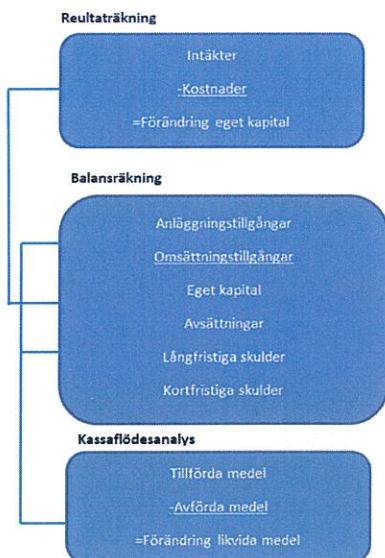 Reultaträkning
Intäkter
-Kostnader
=Förändring eget kapital
Balansräkning
Anläggningstillgångar
Omsättningstillgångar
Eget kapital
Avsättningar
Långfristiga skulder
Kortfristiga skulder
Kassaflödesanalys
Tillförda medel
-Avförda medel
=Förändring likvida medel